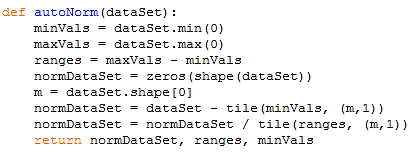 def autoNorm(dataSet):
    minVals = dataSet.min(0)
    maxVals = dataSet.max(0)
    ranges = maxVals - minVals
    normDataSet = zeros(shape(dataSet))
    m = dataSet.shape[0]
    normDataSet = dataSet - tile(minVals, (m,1))
    normDataSet = normDataSet / tile(ranges, (m,1))
    return normDataSet, ranges, minVals